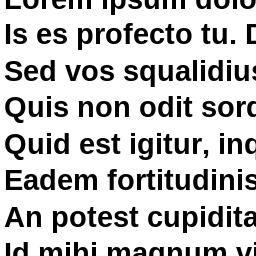 Lorem ipsum dolo
Is es profecto tu. D
Sed vos squalidius
Quis non odit sord
Quid est igitur, inq
Eadem fortitudinis
An potest cupidita
Id mihi magnum vi